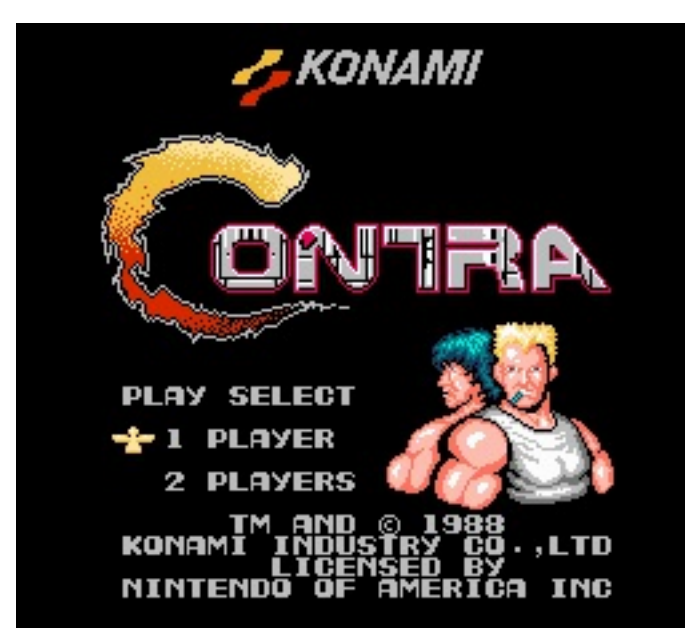 KONAMI
CONTRA
PLAY SELECT
1 PLAYER
2 PLAYERS
TM AND © 1988
KONAMI INDUSTRY CO.,LTD
LICENSED BY
NINTENDO OF AMERICA INC